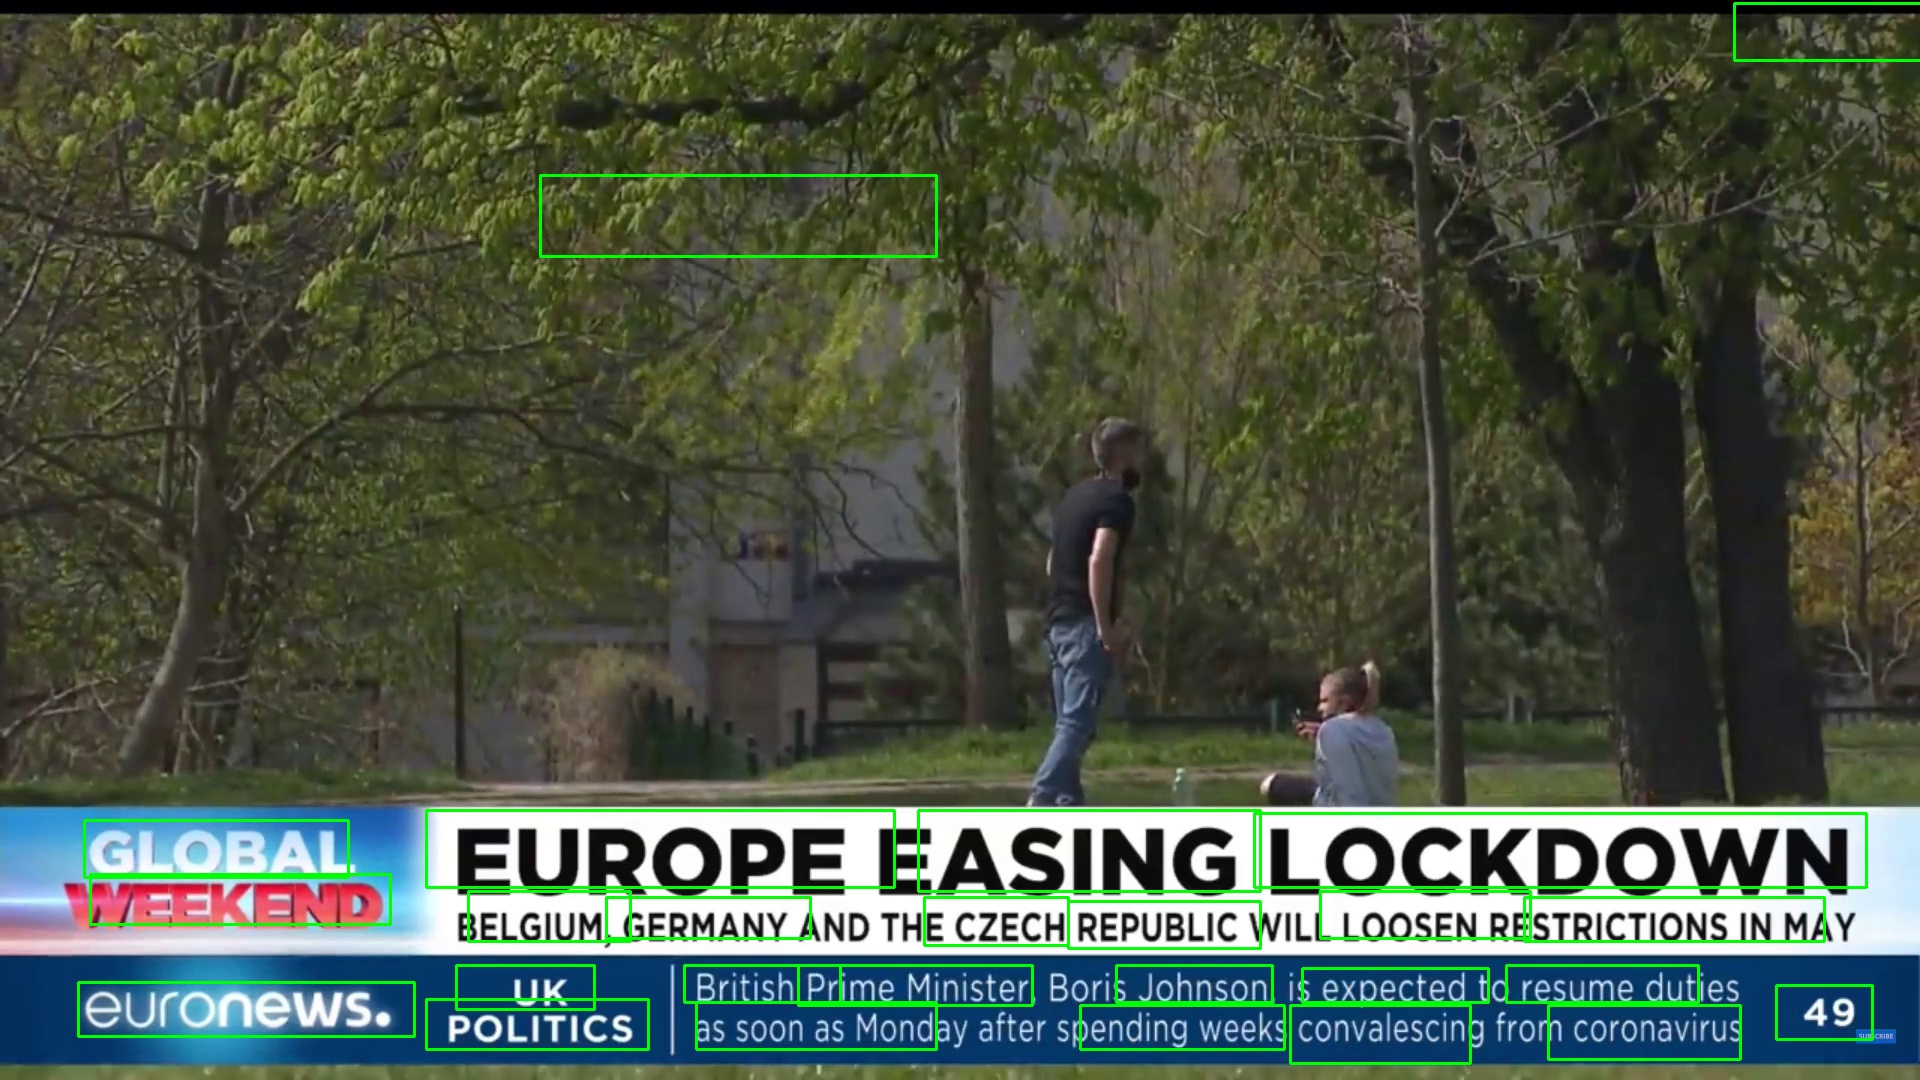 GLOBAL
WEEKEND
EUROPE EASING LOCKDOWN
BELGIUM, GERMANY AND THE CZECH REPUBLIC WILL LOOSEN RESTRICTIONS IN MAY
euronews.
UK
POLITICS
British Prime Minister, Boris Johnson, is expected to resume duties
as soon as Monday after spending weeks convalescing from coronavirus
49
SUBSCRIBE